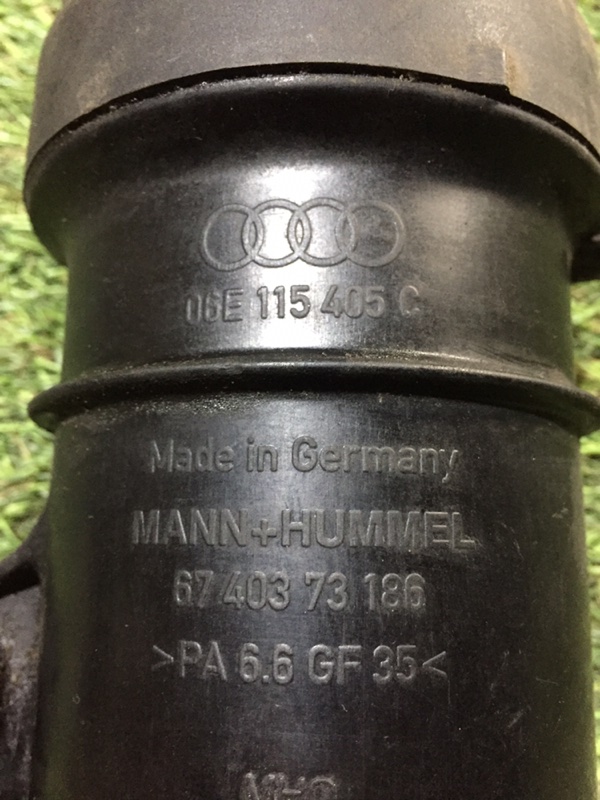 06E 115 405 C
Made in Germany
MANN+HUMMEL
67 403 73 186
>PA 6.6 GF 35<